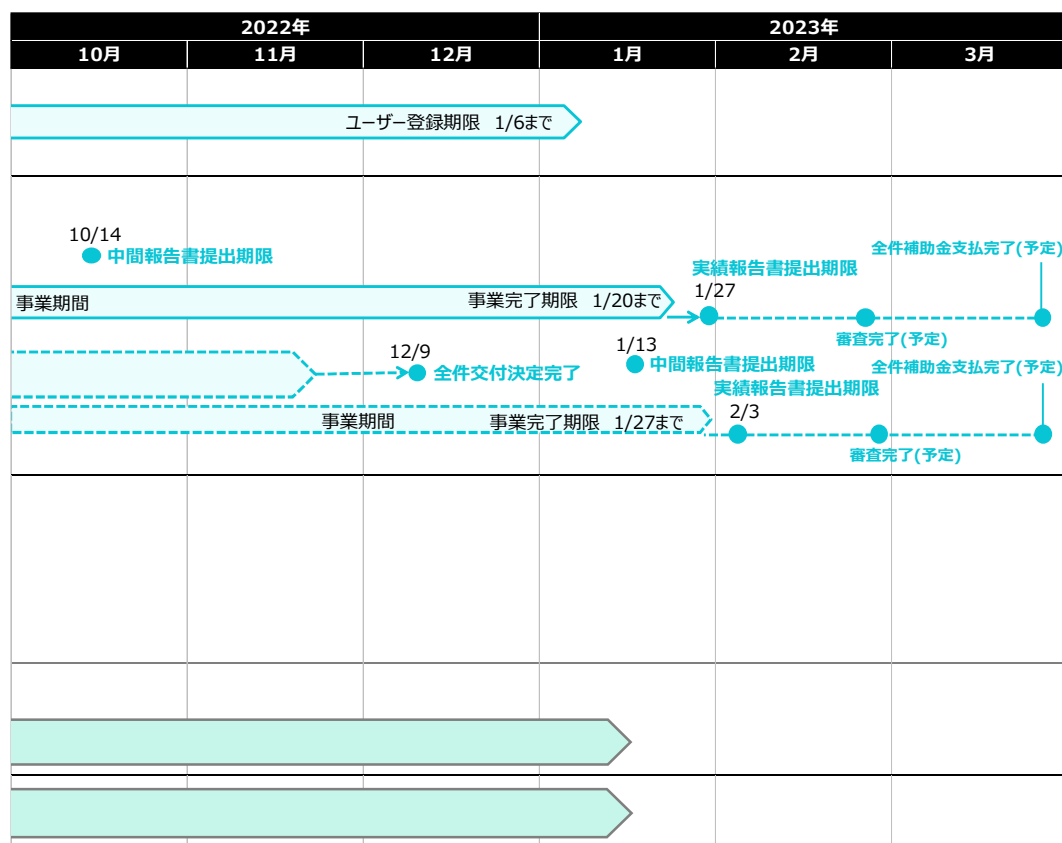 2022年
2023年
10月
11月
12月
1月
2月
3月
ユーザー登録期限 1/6まで
10/14
中間報告書提出期限
全件補助金支払完了(予定)
実績報告書提出期限
1/27
事業期間
事業完了期限 1/20まで
審査完了(予定)
12/9
全件交付決定完了
1/13
中間報告書提出期限
全件補助金支払完了(予定)
実績報告書提出期限
2/3
事業期間
事業完了期限 1/27まで
審査完了(予定)